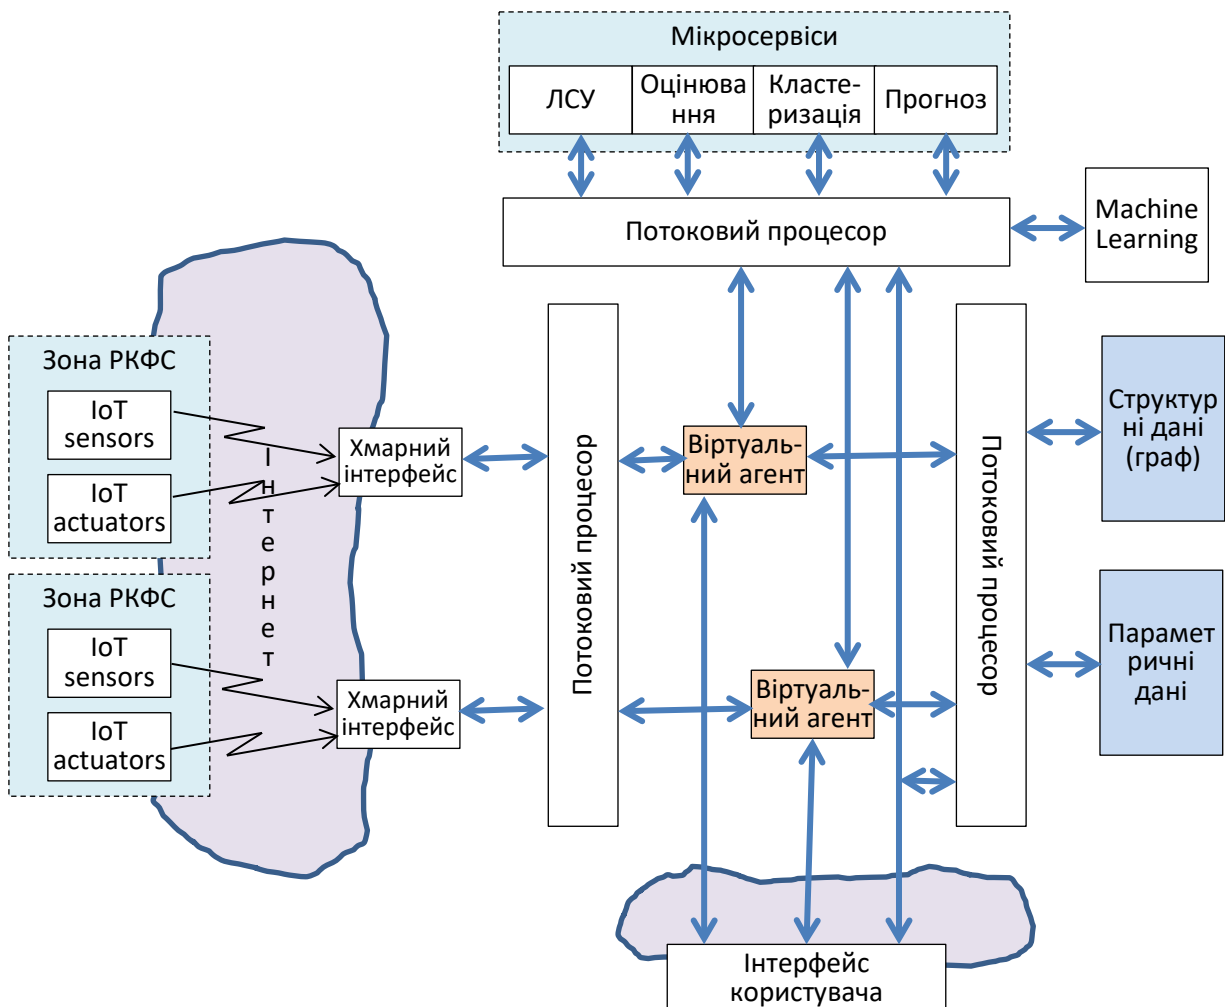 Мікросервіси
ЛСУ
Оцінюва
ння
Класте-
ризація
Прогноз
Потоковий процесор
Machine
Learning
Зона РКФС
IoT
sensors
IoT
actuators
Зона РКФС
IoT
sensors
IoT
actuators
Інтернет
Хмарний
інтерфейс
Хмарний
інтерфейс
Потоковий процесор
Віртуаль-
ний агент
Віртуаль-
ний агент
Потоковий процесор
Структур
ні дані
(граф)
Парамет
ричні
дані
Інтерфейс
користувача